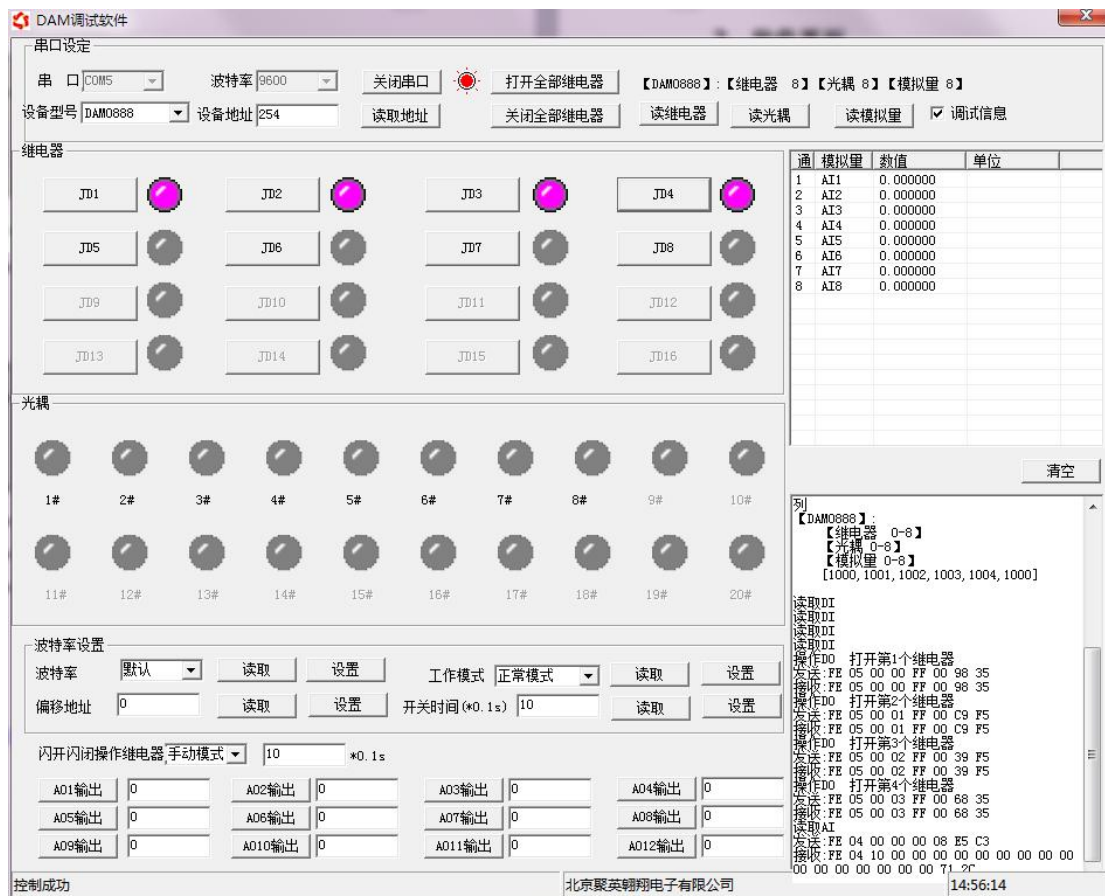 DAM调试软件
串口设定
串 口 COM5 波特率 9600 关闭串口 打开全部继电器 【DAM0888】:【继电器 8】【光耦 8】【模拟量 8】
设备型号 DAM0888 设备地址 254 读取地址 关闭全部继电器 读继电器 读光耦 读模拟量 调试信息
继电器
JD1 JD2 JD3 JD4
JD5 JD6 JD7 JD8
JD9 JD10 JD11 JD12
JD13 JD14 JD15 JD16
通 模拟量 数值 单位
1 AI1 0.000000
2 AI2 0.000000
3 AI3 0.000000
4 AI4 0.000000
5 AI5 0.000000
6 AI6 0.000000
7 AI7 0.000000
8 AI8 0.000000
光耦
1# 2# 3# 4# 5# 6# 7# 8# 9# 10#
11# 12# 13# 14# 15# 16# 17# 18# 19# 20#
清空
列
【DAM0888】:
【继电器 0-8】
【光耦 0-8】
【模拟量 0-8】
[1000,1001,1002,1003,1004,1000]
读取DI
读取DI
读取DI
读取DI
操作DO 打开第1个继电器
发送:FE 05 00 00 FF 00 98 35
接收:FE 05 00 00 FF 00 98 35
操作DO 打开第2个继电器
发送:FE 05 00 01 FF 00 C9 F5
接收:FE 05 00 01 FF 00 C9 F5
操作DO 打开第3个继电器
发送:FE 05 00 02 FF 00 39 F5
接收:FE 05 00 02 FF 00 39 F5
操作DO 打开第4个继电器
发送:FE 05 00 03 FF 00 68 35
接收:FE 05 00 03 FF 00 68 35
读取AI
发送:FE 04 00 00 00 08 E5 C3
接收:FE 04 10 00 00 00 00 00 00 00 00 00
00 00 00 00 00 00 00 71 2C
波特率设置
波特率 默认 读取 设置 工作模式 正常模式 读取 设置
偏移地址 0 读取 设置 开关时间(*0.1s) 10 读取 设置
闪开闪闭操作继电器 手动模式 10 *0.1s
AO1输出 0 AO2输出 0 AO3输出 0 AO4输出 0
AO5输出 0 AO6输出 0 AO7输出 0 AO8输出 0
AO9输出 0 AO10输出 0 AO11输出 0 AO12输出 0
控制成功 北京聚英翱翔电子有限公司 14:56:14